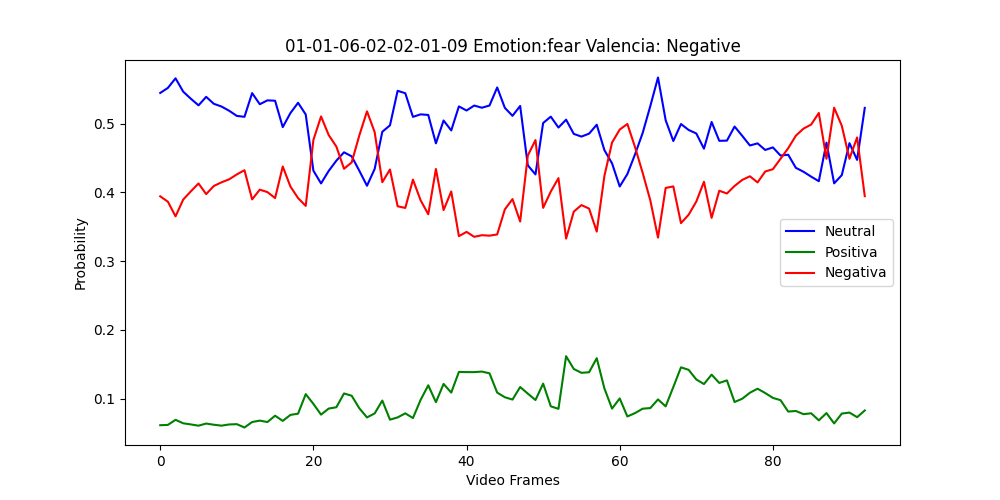 01-01-06-02-02-01-09 Emotion:fear Valencia: Negative
Probability
0.5
0.4
0.3
0.2
0.1
Neutral
Positiva
Negativa
0 20 40 60 80
Video Frames